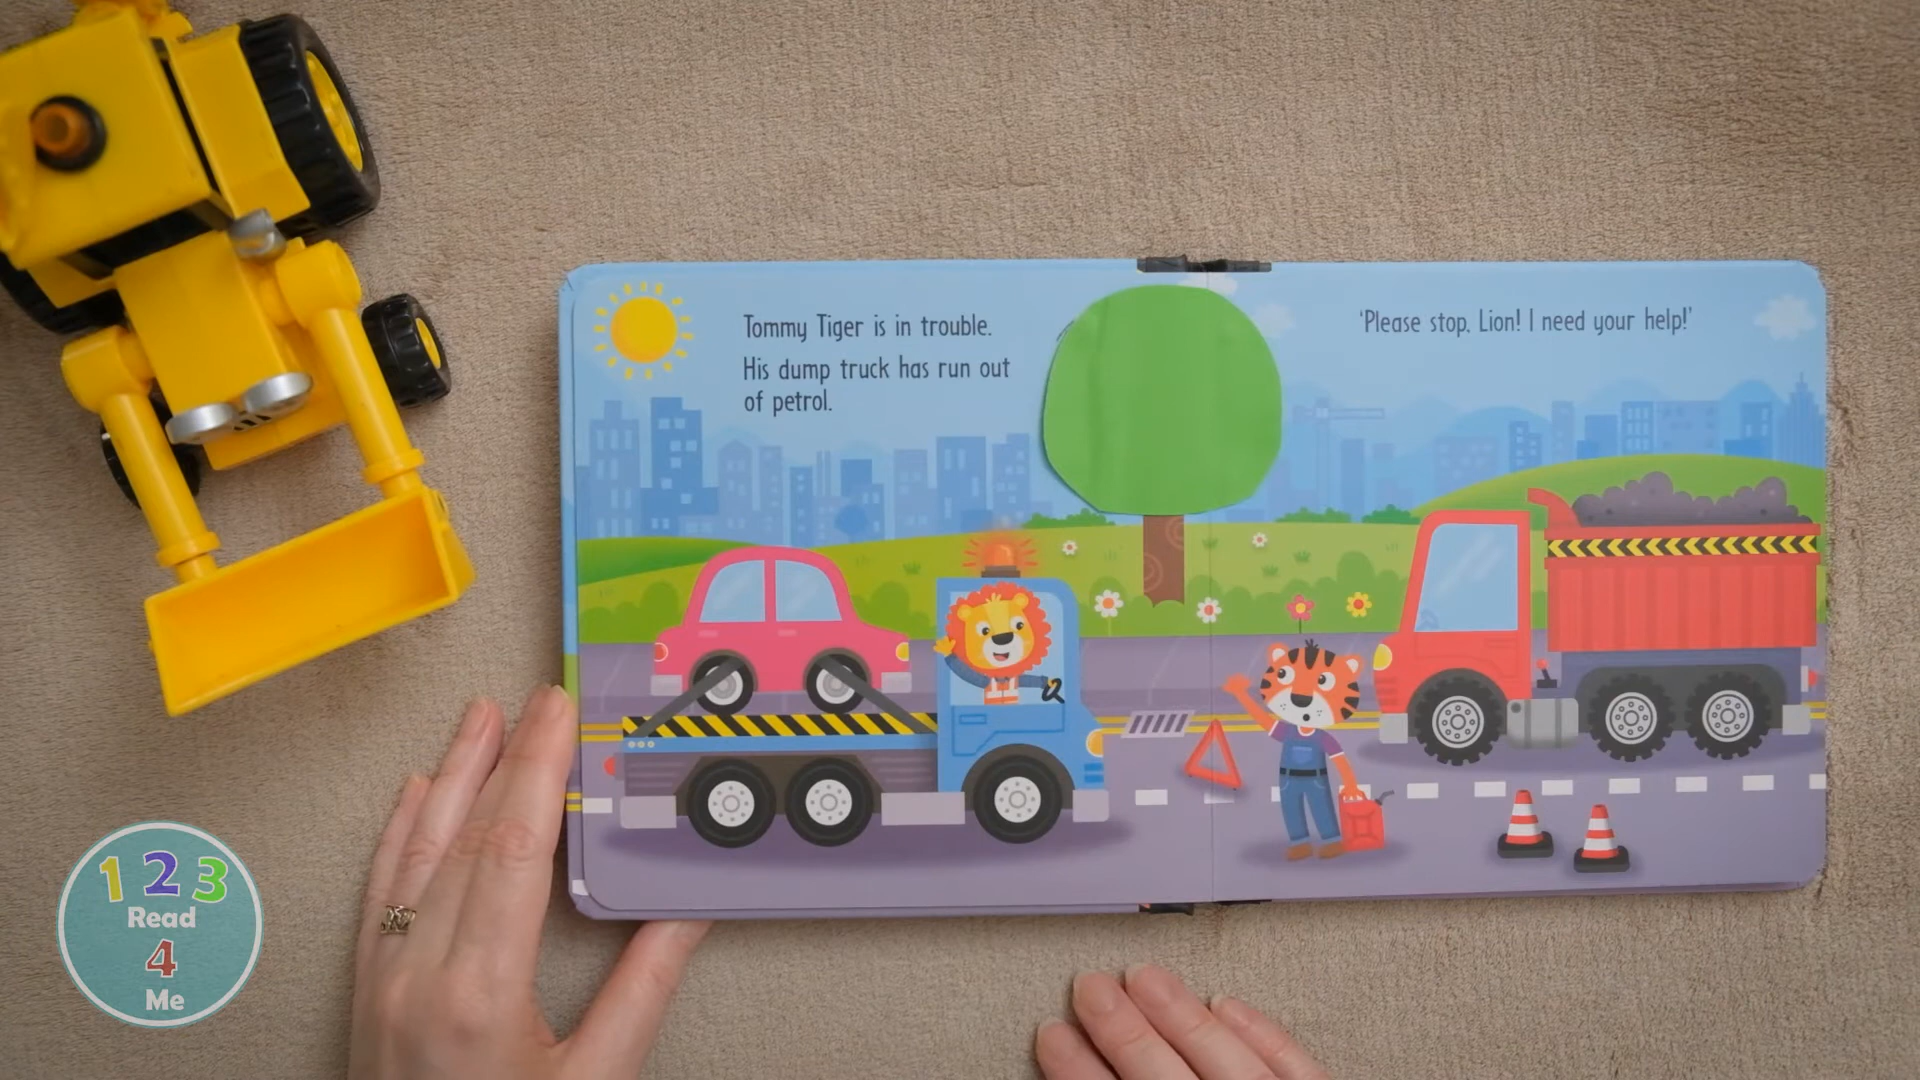 Tommy Tiger is in trouble.
His dump truck has run out
of petrol.
'Please stop, Lion! I need your help!'
1 2 3
Read
4
Me